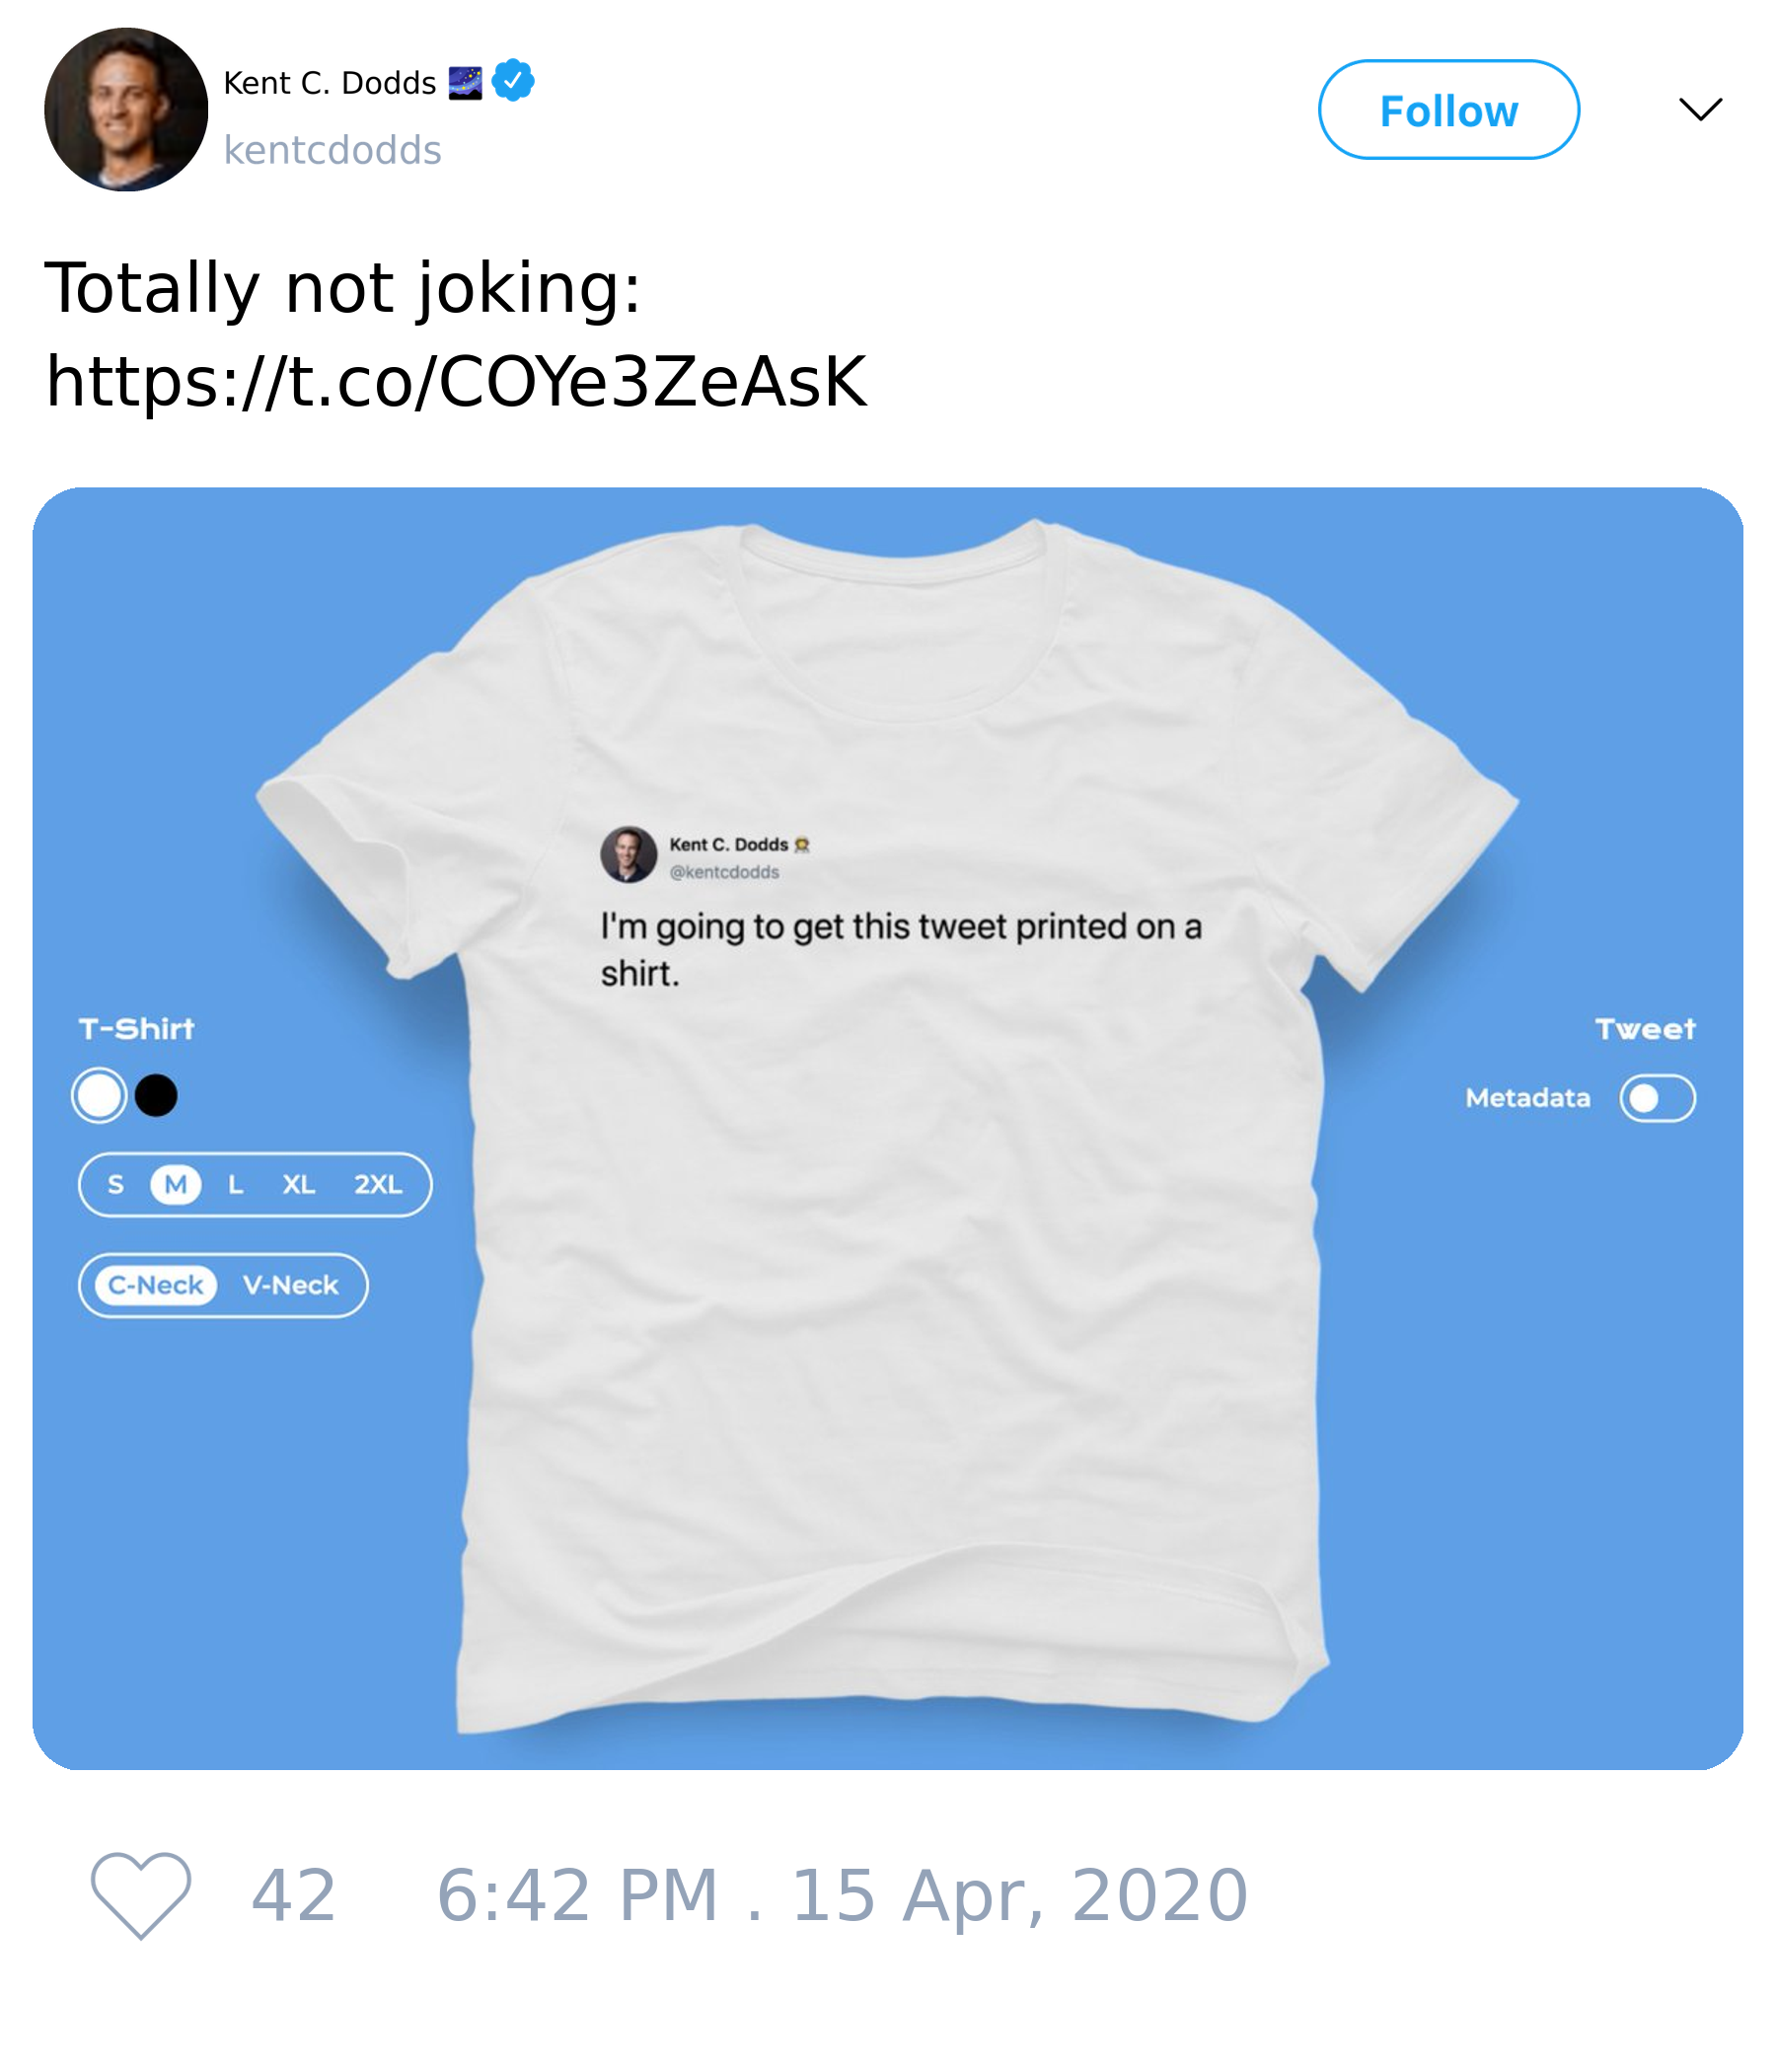 Kent C. Dodds 🌌
kentcdodds
Follow
Totally not joking:
https://t.co/COYe3ZeAsK
Kent C. Dodds
@kentcdodds
I'm going to get this tweet printed on a
shirt.
T-Shirt
S M L XL 2XL
C-Neck V-Neck
Tweet
Metadata
42 6:42 PM . 15 Apr, 2020